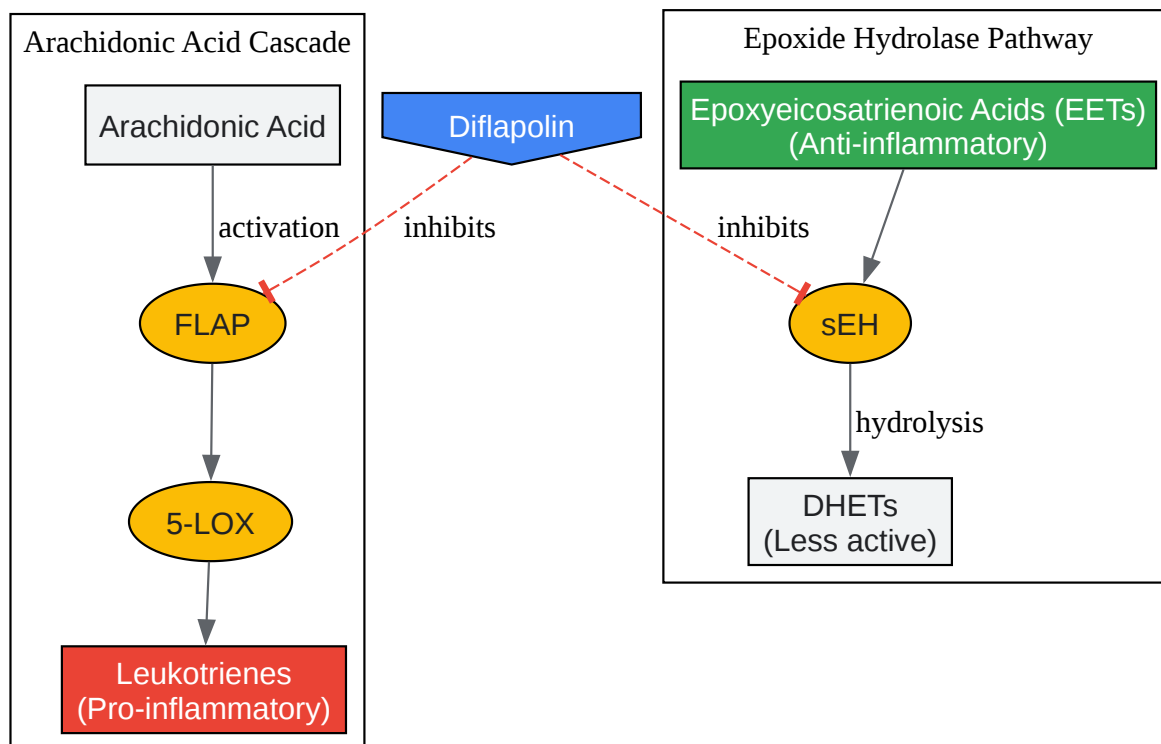 Arachidonic Acid Cascade
Arachidonic Acid
activation
FLAP
5-LOX
Leukotrienes
(Pro-inflammatory)
Diflapolin
inhibits
inhibits
Epoxide Hydrolase Pathway
Epoxyeicosatrienoic Acids (EETs)
(Anti-inflammatory)
sEH
hydrolysis
DHETs
(Less active)